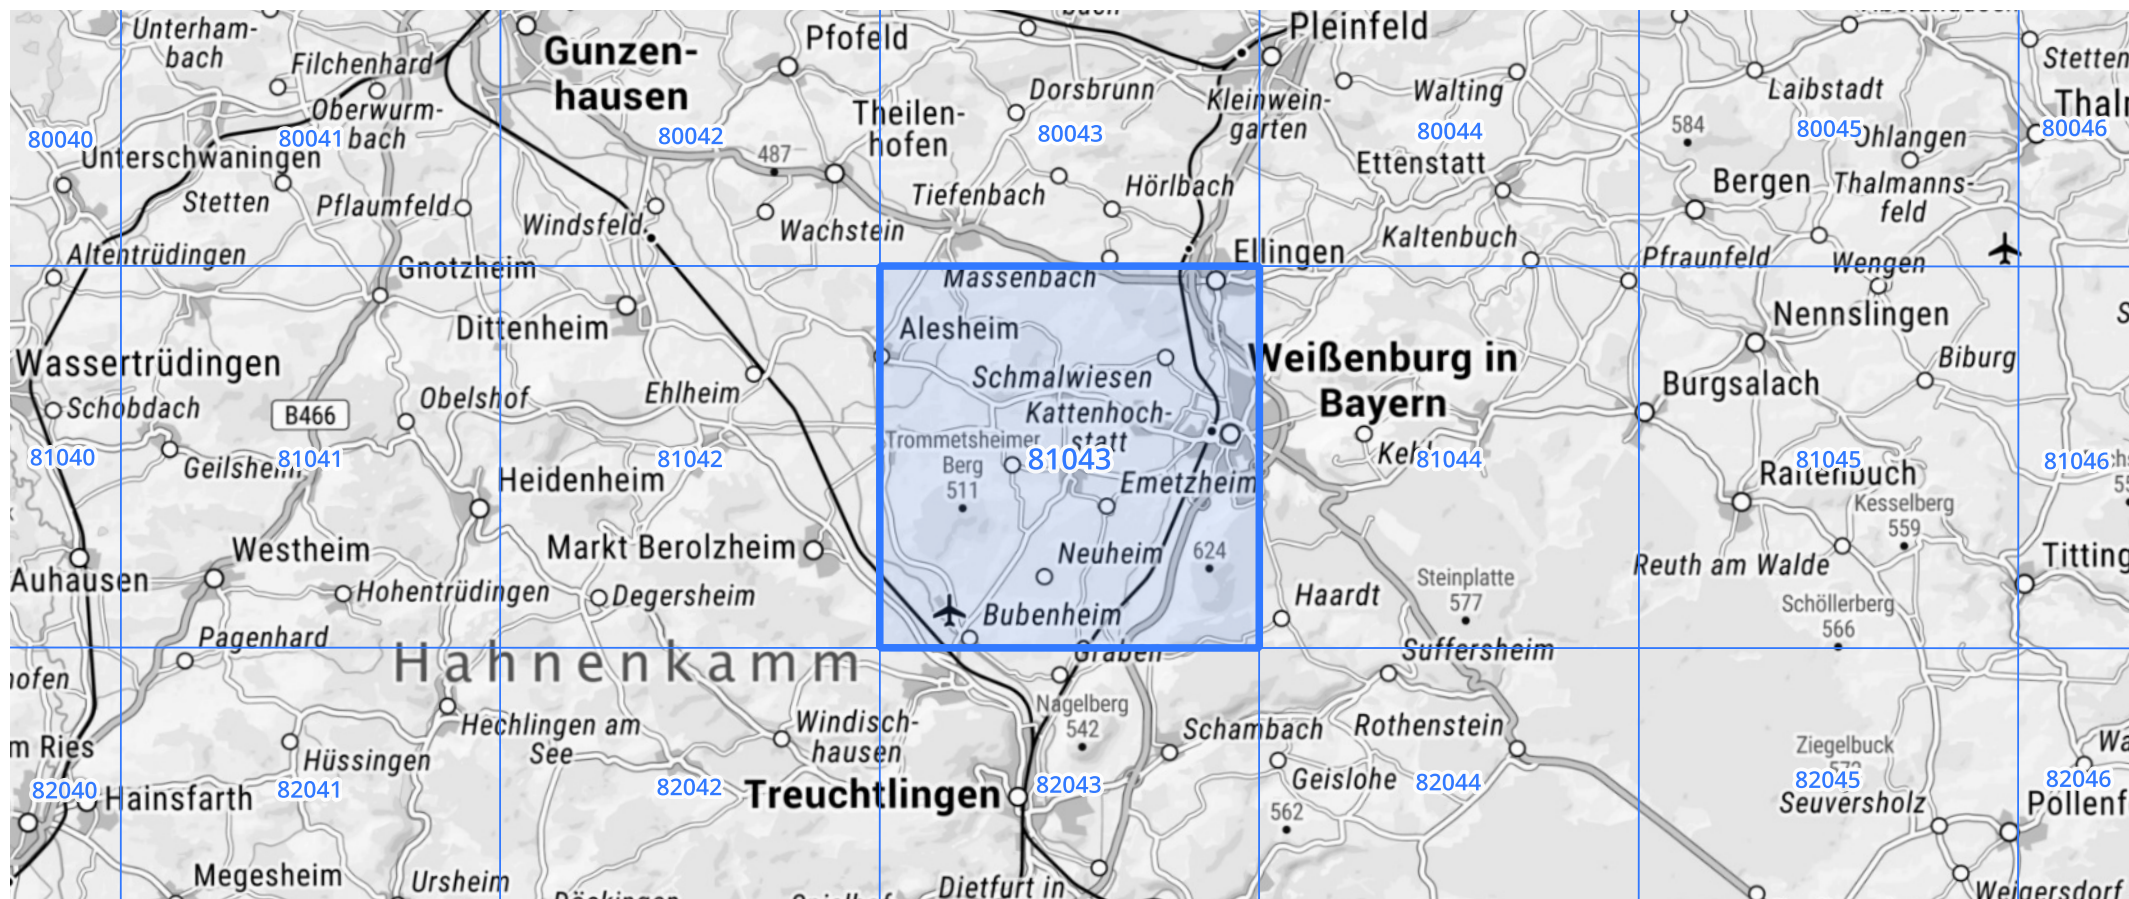 Unterham-
bach
Filchenhard
Gunzen-
hausen
Pfofeld
Pleinfeld
Oberwurm-
bach
Theilen-
hofen
Dorsbrunn
Kleinwein-
garten
Walting
Laibstadt
Stetten
80040
80041
80042
80043
80044
80045
80046
584
Ohlangen
Unterschwaningen
487
Ettenstatt
Stetten
Pflaumfeld
Windsfeld
Wachstein
Tiefenbach
Hörlbach
Bergen
Thalmanns-
feld
Altentrüdingen
Gnotzheim
Massenbach
Ellingen
Kaltenbuch
Pfraunfeld
Wengen
Dittenheim
Alesheim
Nennslingen
Wassertrüdingen
Schmalwiesen
Weißenburg in
Bayern
Biburg
Schobdach
B466
Obelshof
Ehlheim
Kattenhoch-
statt
Burgsalach
Trommetsheimer
Berg
511
Kehl
81040
81041
81042
81043
81044
81045
81046
Geilsheim
Heidenheim
Emetzheim
Raitenbuch
Kesselberg
559
Westheim
Markt Berolzheim
Neuheim
624
Reuth am Walde
Titting
Auhausen
Hohentrüdingen
Degersheim
Bubenheim
Haardt
Steinplatte
577
Schöllerberg
566
Pagenhard
Hahnenkamm
Graben
Suffersheim
hofen
Nagelberg
542
Hechlingen am
See
Windisch-
hausen
Schambach
Rothenstein
m Ries
Hüssingen
Ziegelbuck
82040
82041
82042
82043
82044
82045
82046
Hainsfarth
Treuchtlingen
Geislohe
562
Seuversholz
Pollenf
Megesheim
Ursheim
Dietfurt in
Weigersdorf